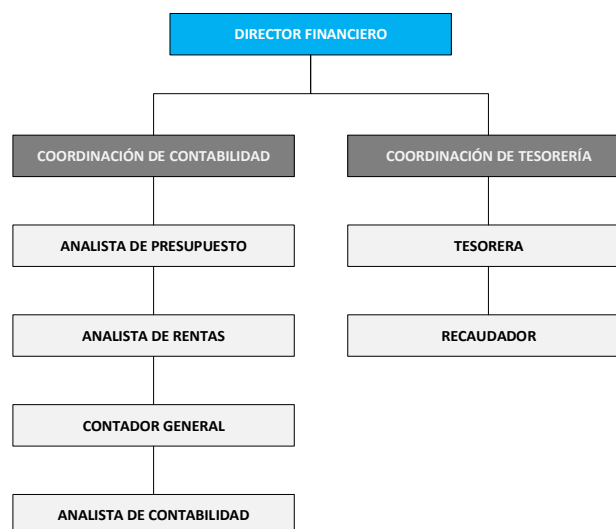 DIRECTOR FINANCIERO
COORDINACIÓN DE CONTABILIDAD
COORDINACIÓN DE TESORERÍA
ANALISTA DE PRESUPUESTO
TESORERA
ANALISTA DE RENTAS
RECAUDADOR
CONTADOR GENERAL
ANALISTA DE CONTABILIDAD